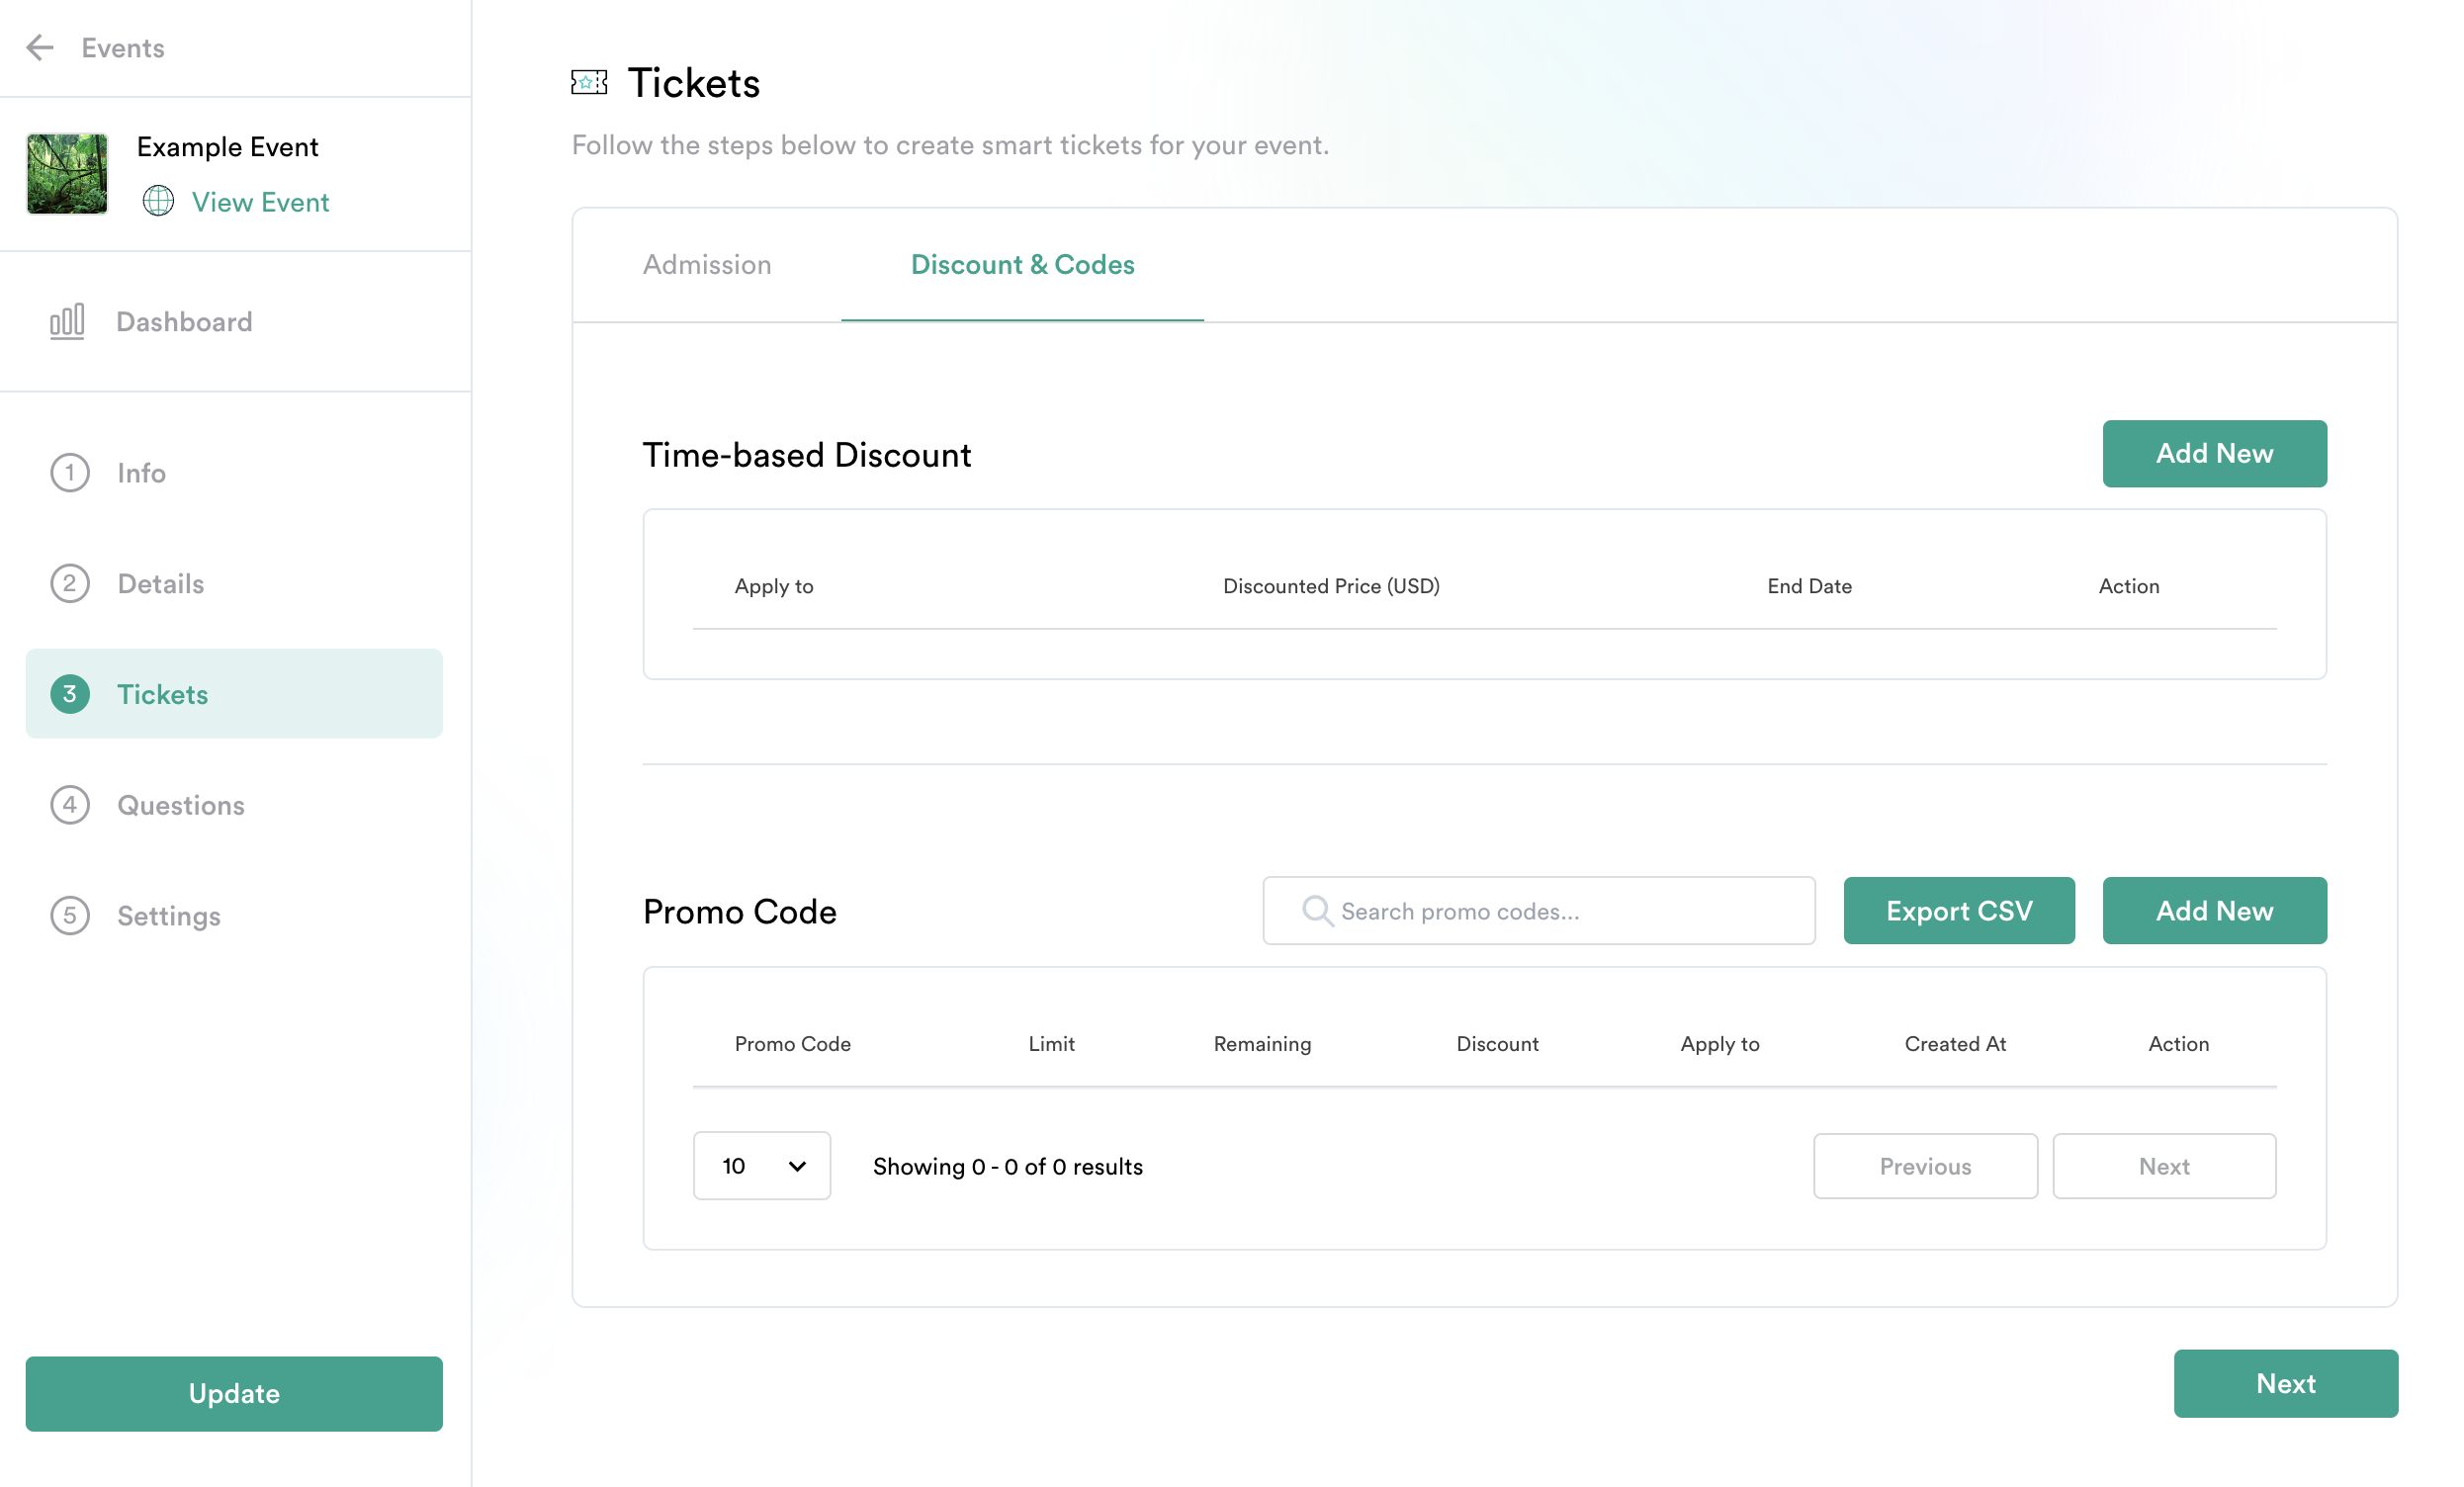 Events
Example Event
View Event
Dashboard
1 Info
2 Details
3 Tickets
4 Questions
5 Settings
Update
Tickets
Follow the steps below to create smart tickets for your event.
Admission Discount & Codes
Time-based Discount Add New
Apply to Discounted Price (USD) End Date Action
Promo Code Search promo codes... Export CSV Add New
Promo Code Limit Remaining Discount Apply to Created At Action
10 Showing 0 - 0 of 0 results Previous Next
Next